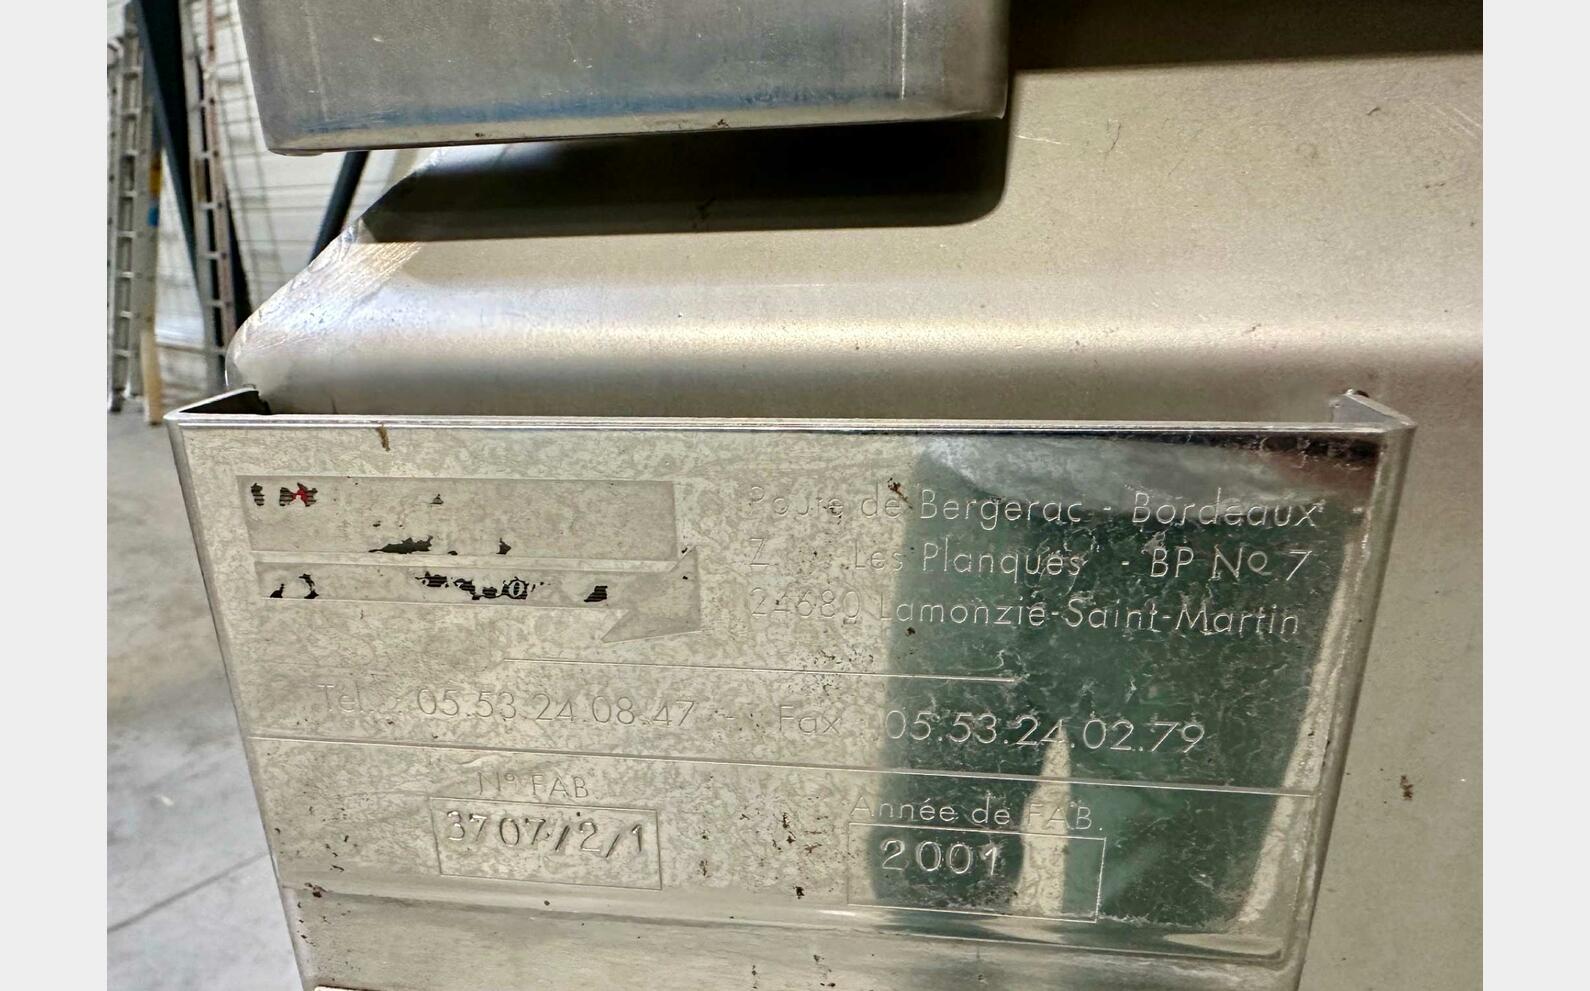 Route de Bergerac - Bordeaux
Z. Les Planques - BP Nº 7
24680 Lamonzie-Saint-Martin
Tel. : 05.53.24.08.47 - Fax : 05.53.24.02.79
Nº FAB
3707/2/1
Année de FAB.
2001